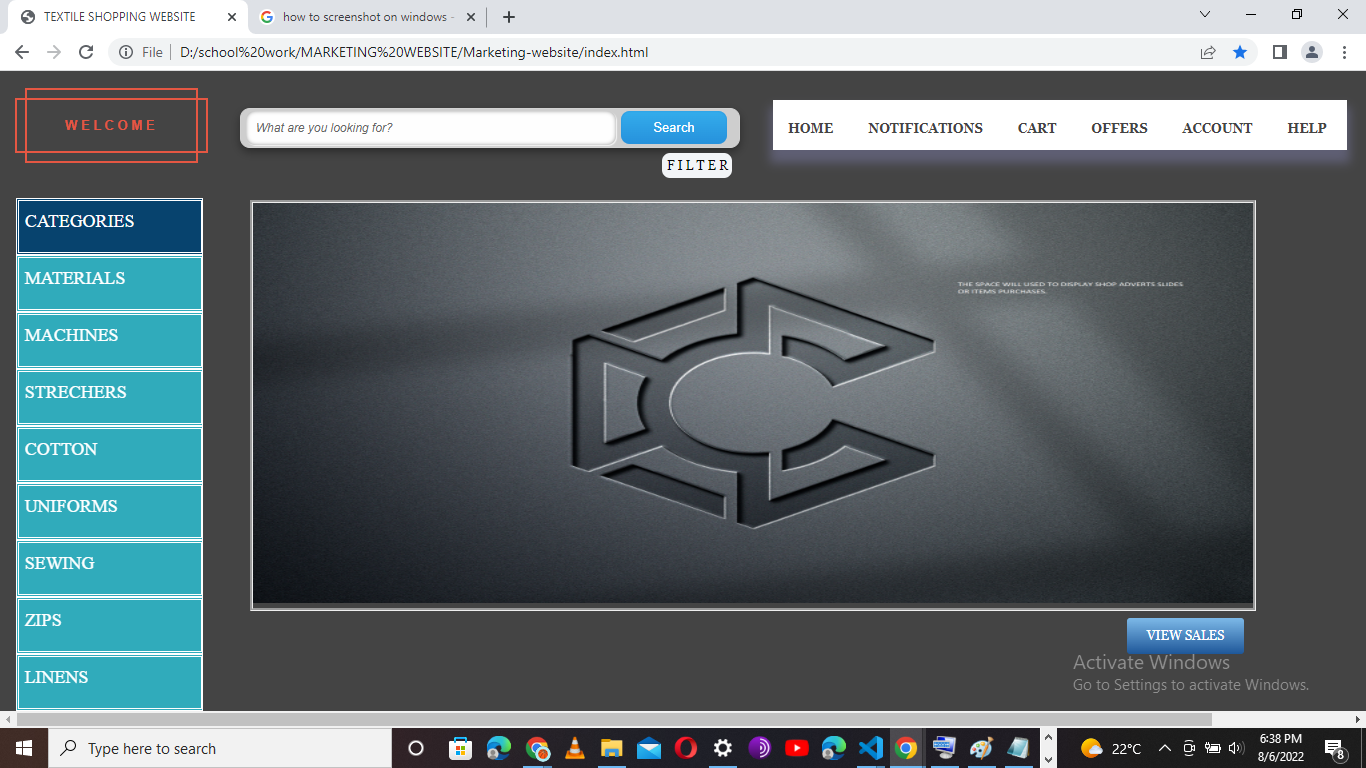 TEXTILE SHOPPING WEBSITE
how to screenshot on windows -
File
D:/school%20work/MARKETING%20WEBSITE/Marketing-website/index.html
WELCOME
What are you looking for?
Search
FILTER
HOME NOTIFICATIONS CART OFFERS ACCOUNT HELP
CATEGORIES
MATERIALS
MACHINES
STRECHERS
COTTON
UNIFORMS
SEWING
ZIPS
LINENS
THE SPACE WILL USED TO DISPLAY SHOP ADVERTS SLIDES
OR ITEMS PURCHASES.
VIEW SALES
Activate Windows
Go to Settings to activate Windows.
Type here to search
22°C
6:38 PM
8/6/2022
8